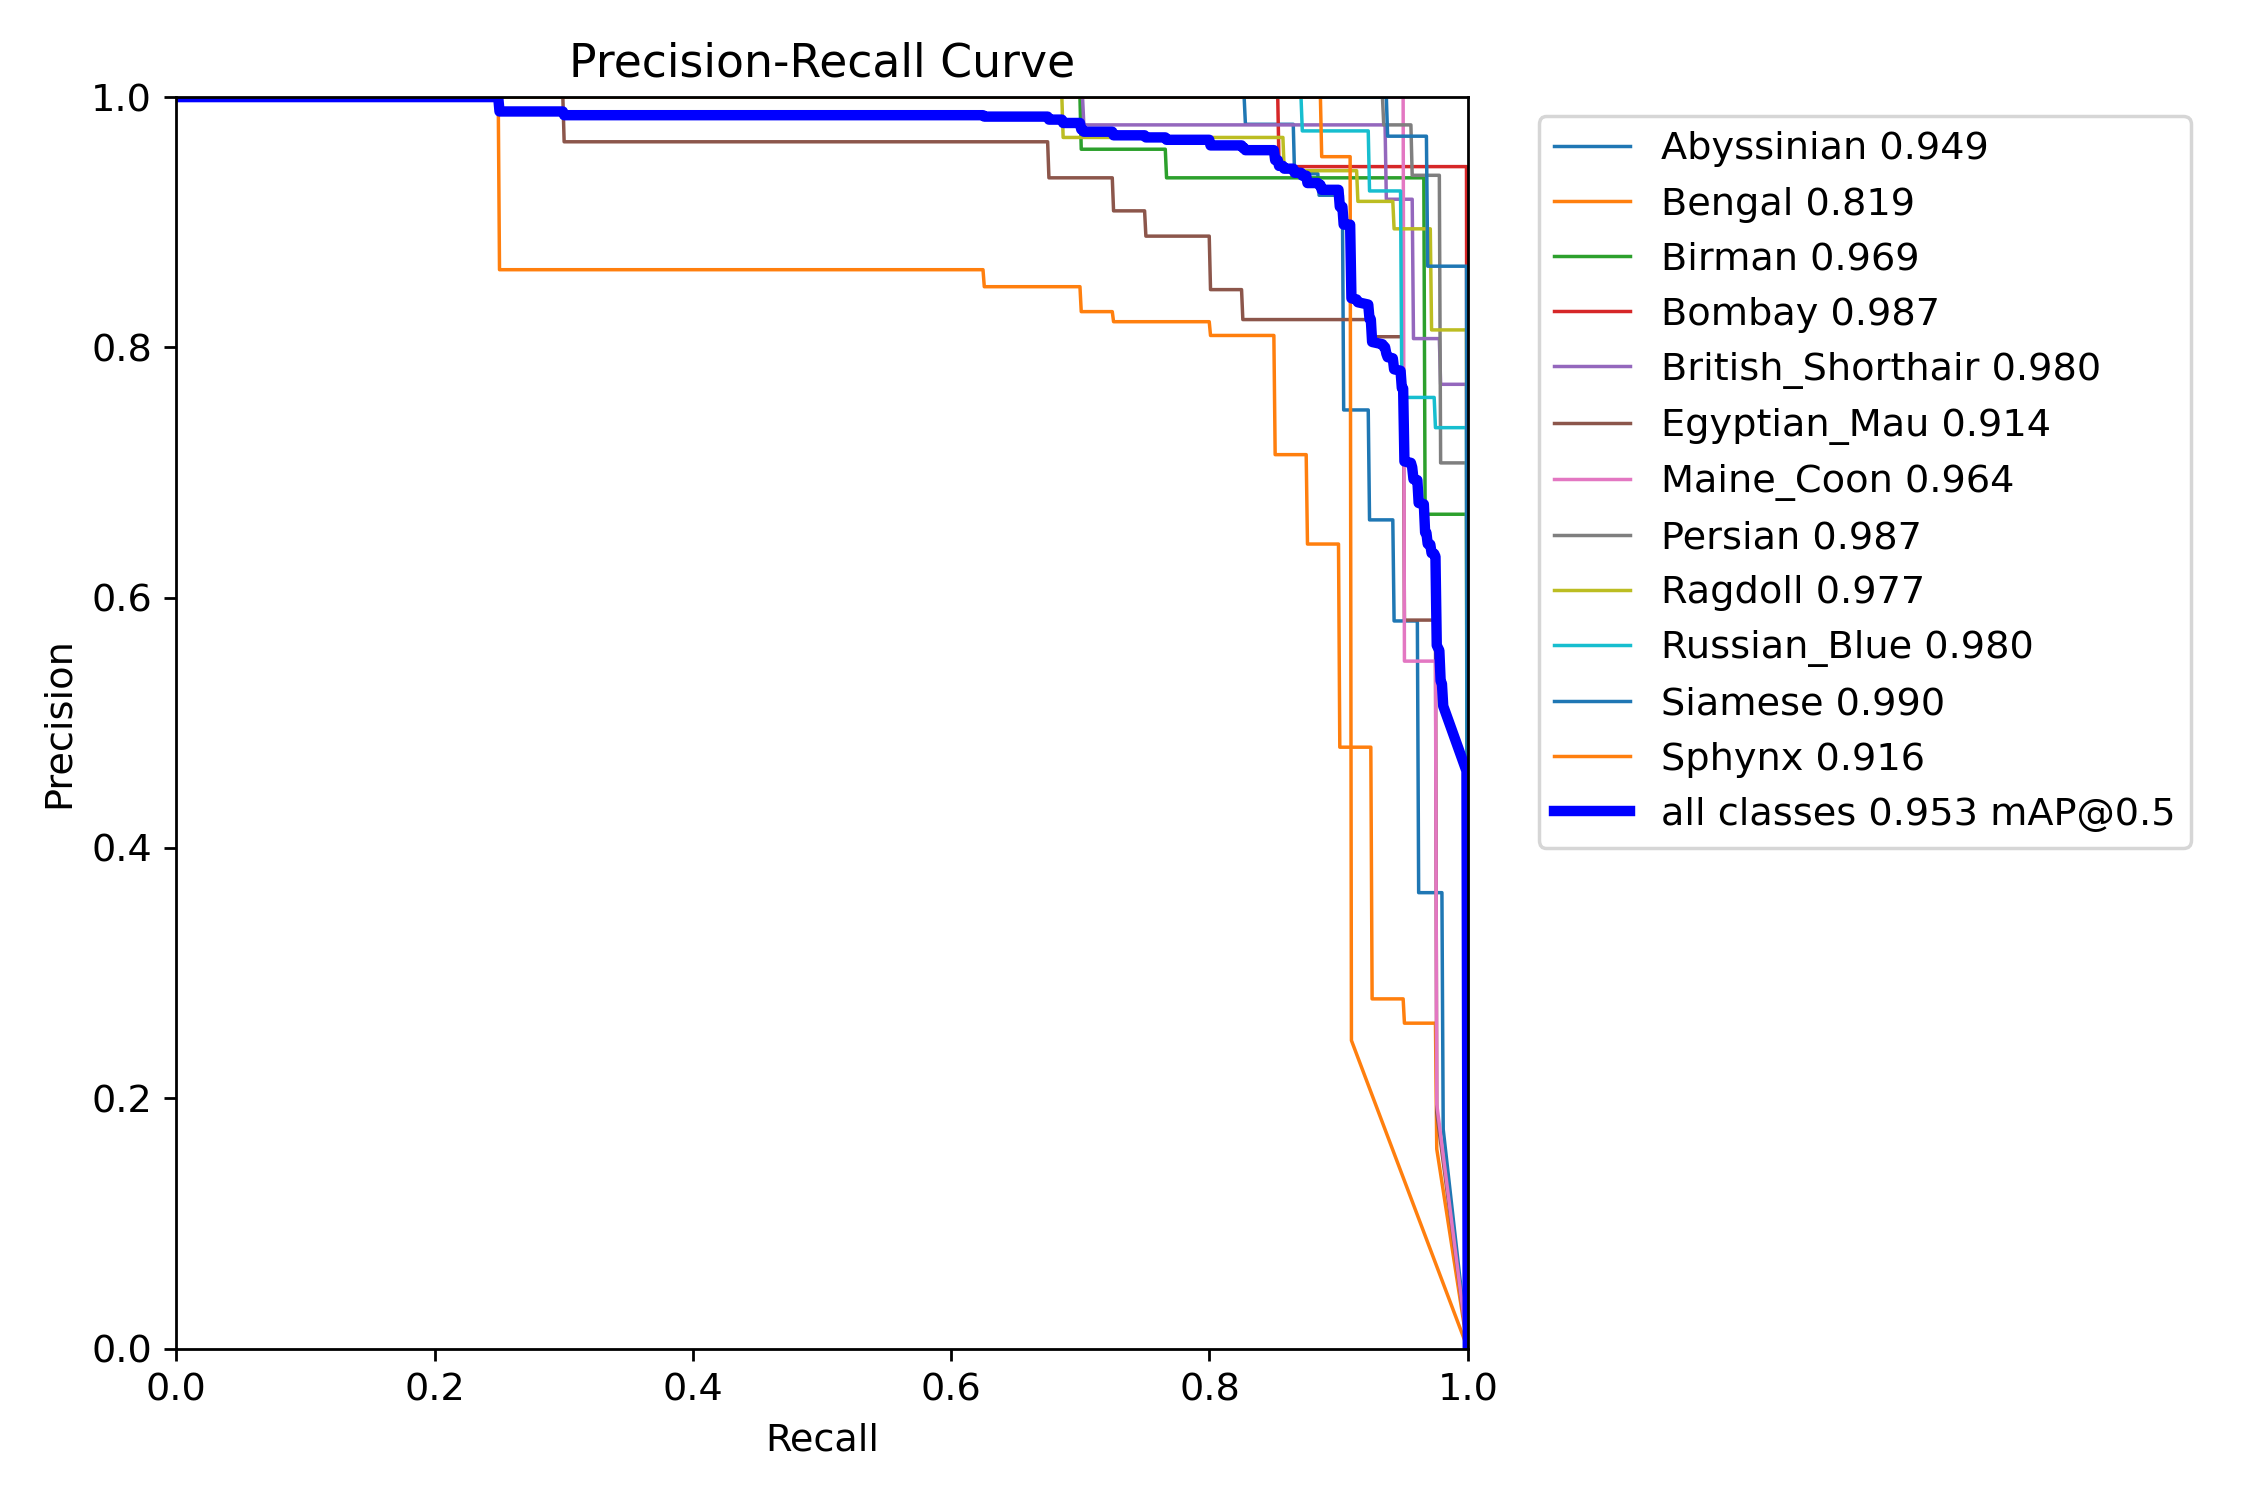 Precision-Recall Curve
1.0
0.8
0.6
0.4
0.2
0.0
Precision
0.0 0.2 0.4 0.6 0.8 1.0
Recall
Abyssinian 0.949
Bengal 0.819
Birman 0.969
Bombay 0.987
British_Shorthair 0.980
Egyptian_Mau 0.914
Maine_Coon 0.964
Persian 0.987
Ragdoll 0.977
Russian_Blue 0.980
Siamese 0.990
Sphynx 0.916
all classes 0.953 mAP@0.5